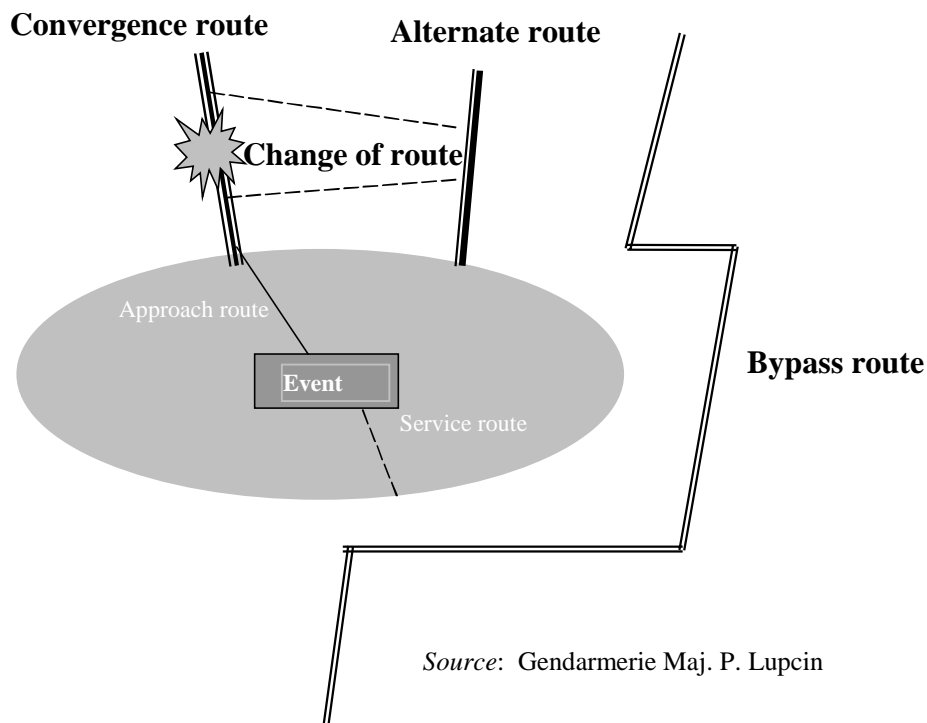 Convergence route
Alternate route
Change of route
Approach route
Bypass route
Event
Service route
Source: Gendarmerie Maj. P. Lupcin